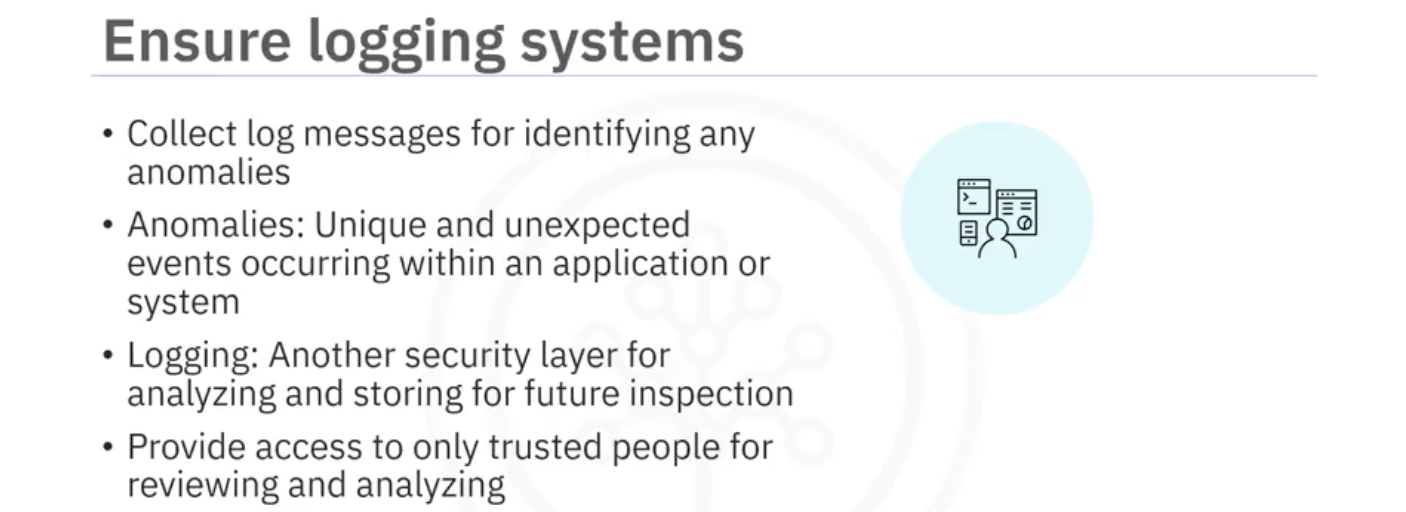 Ensure logging systems
• Collect log messages for identifying any
anomalies
• Anomalies: Unique and unexpected
events occurring within an application or
system
• Logging: Another security layer for
analyzing and storing for future inspection
• Provide access to only trusted people for
reviewing and analyzing